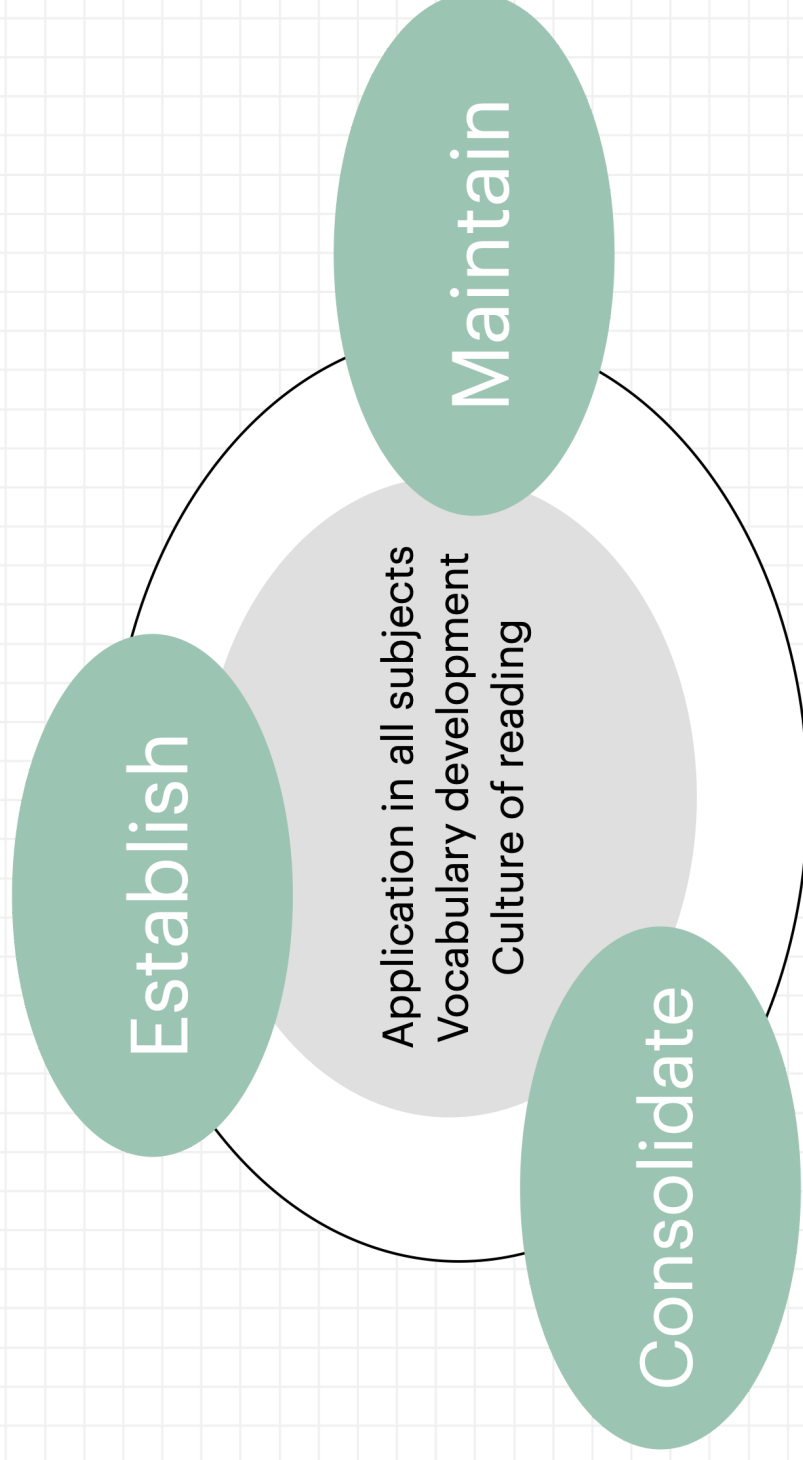 Establish
Maintain
Application in all subjects
Vocabulary development
Culture of reading
Consolidate